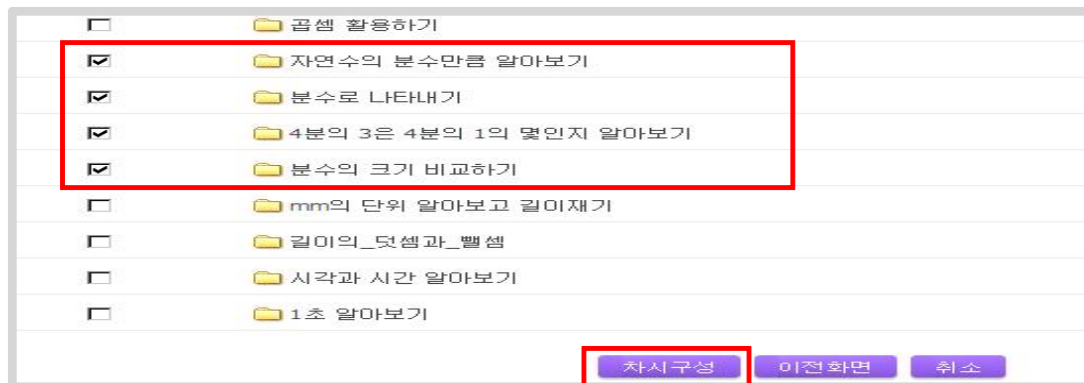 곱셈 활용하기
자연수의 분수만큼 알아보기
분수로 나타내기
4분의 3은 4분의 1의 몇인지 알아보기
분수의 크기 비교하기
mm의 단위 알아보고 길이재기
길이의_덧셈과_뺄셈
시각과 시간 알아보기
1초 알아보기
차시구성 이전화면 취소